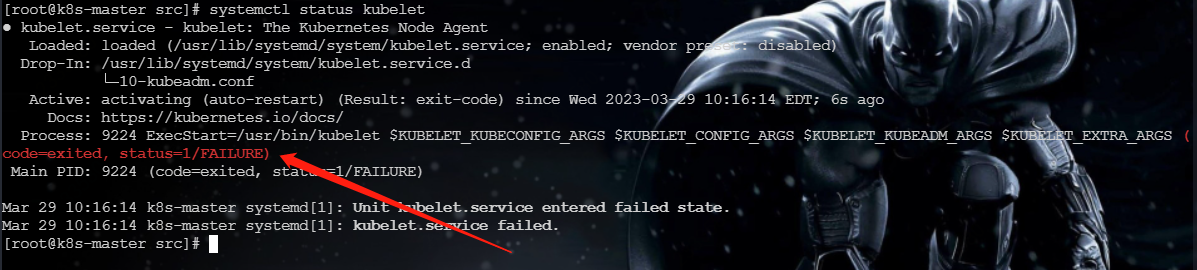 [root@k8s-master src]# systemctl status kubelet
● kubelet.service - kubelet: The Kubernetes Node Agent
   Loaded: loaded (/usr/lib/systemd/system/kubelet.service; enabled; vendor preset: disabled)
  Drop-In: /usr/lib/systemd/system/kubelet.service.d
           └─10-kubeadm.conf
   Active: activating (auto-restart) (Result: exit-code) since Wed 2023-03-29 10:16:14 EDT; 6s ago
     Docs: https://kubernetes.io/docs/
  Process: 9224 ExecStart=/usr/bin/kubelet $KUBELET_KUBECONFIG_ARGS $KUBELET_CONFIG_ARGS $KUBELET_KUBEADM_ARGS $KUBELET_EXTRA_ARGS (
code=exited, status=1/FAILURE)
 Main PID: 9224 (code=exited, status=1/FAILURE)

Mar 29 10:16:14 k8s-master systemd[1]: Unit kubelet.service entered failed state.
Mar 29 10:16:14 k8s-master systemd[1]: kubelet.service failed.
[root@k8s-master src]#